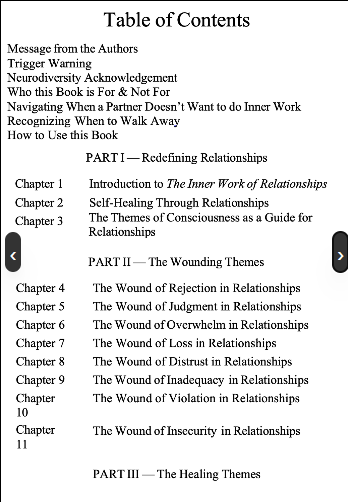 Table of Contents
Message from the Authors
Trigger Warning
Neurodiversity Acknowledgement
Who this Book is For & Not For
Navigating When a Partner Doesn't Want to do Inner Work
Recognizing When to Walk Away
How to Use this Book
PART I — Redefining Relationships
Chapter 1 Introduction to The Inner Work of Relationships
Chapter 2 Self-Healing Through Relationships
Chapter 3 The Themes of Consciousness as a Guide for
Relationships
PART II — The Wounding Themes
Chapter 4 The Wound of Rejection in Relationships
Chapter 5 The Wound of Judgment in Relationships
Chapter 6 The Wound of Overwhelm in Relationships
Chapter 7 The Wound of Loss in Relationships
Chapter 8 The Wound of Distrust in Relationships
Chapter 9 The Wound of Inadequacy in Relationships
Chapter The Wound of Violation in Relationships
10
Chapter The Wound of Insecurity in Relationships
11
PART III — The Healing Themes